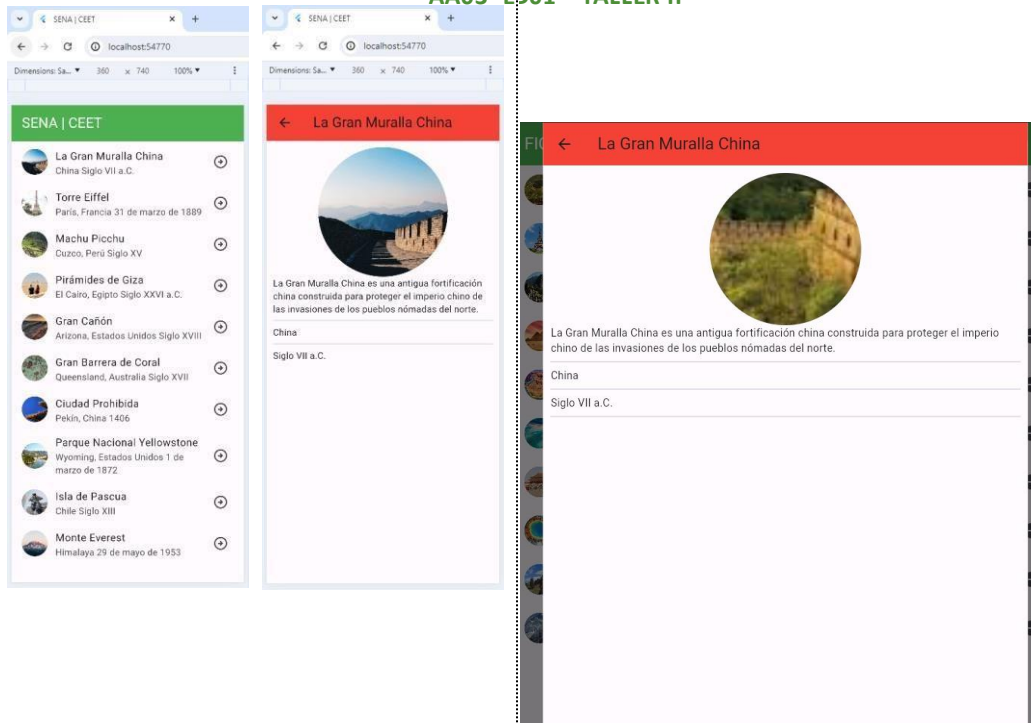 SENA | CEET
localhost:54770
Dimensions: Sa... 360 x 740 100%
SENA | CEET
La Gran Muralla China
China Siglo VII a.C.
Torre Eiffel
París, Francia 31 de marzo de 1889
Machu Picchu
Cuzco, Perú Siglo XV
Pirámides de Giza
El Cairo, Egipto Siglo XXVI a.C.
Gran Cañón
Arizona, Estados Unidos Siglo XVIII
Gran Barrera de Coral
Queensland, Australia Siglo XVII
Ciudad Prohibida
Pekín, China 1406
Parque Nacional Yellowstone
Wyoming, Estados Unidos 1 de
marzo de 1872
Isla de Pascua
Chile Siglo XIII
Monte Everest
Himalaya 29 de mayo de 1953
SENA | CEET
localhost:54770
Dimensions: Sa... 360 x 740 100%
La Gran Muralla China
La Gran Muralla China es una antigua fortificación
china construida para proteger el imperio chino de
las invasiones de los pueblos nómadas del norte.
China
Siglo VII a.C.
La Gran Muralla China
La Gran Muralla China es una antigua fortificación china construida para proteger el imperio
chino de las invasiones de los pueblos nómadas del norte.
China
Siglo VII a.C.